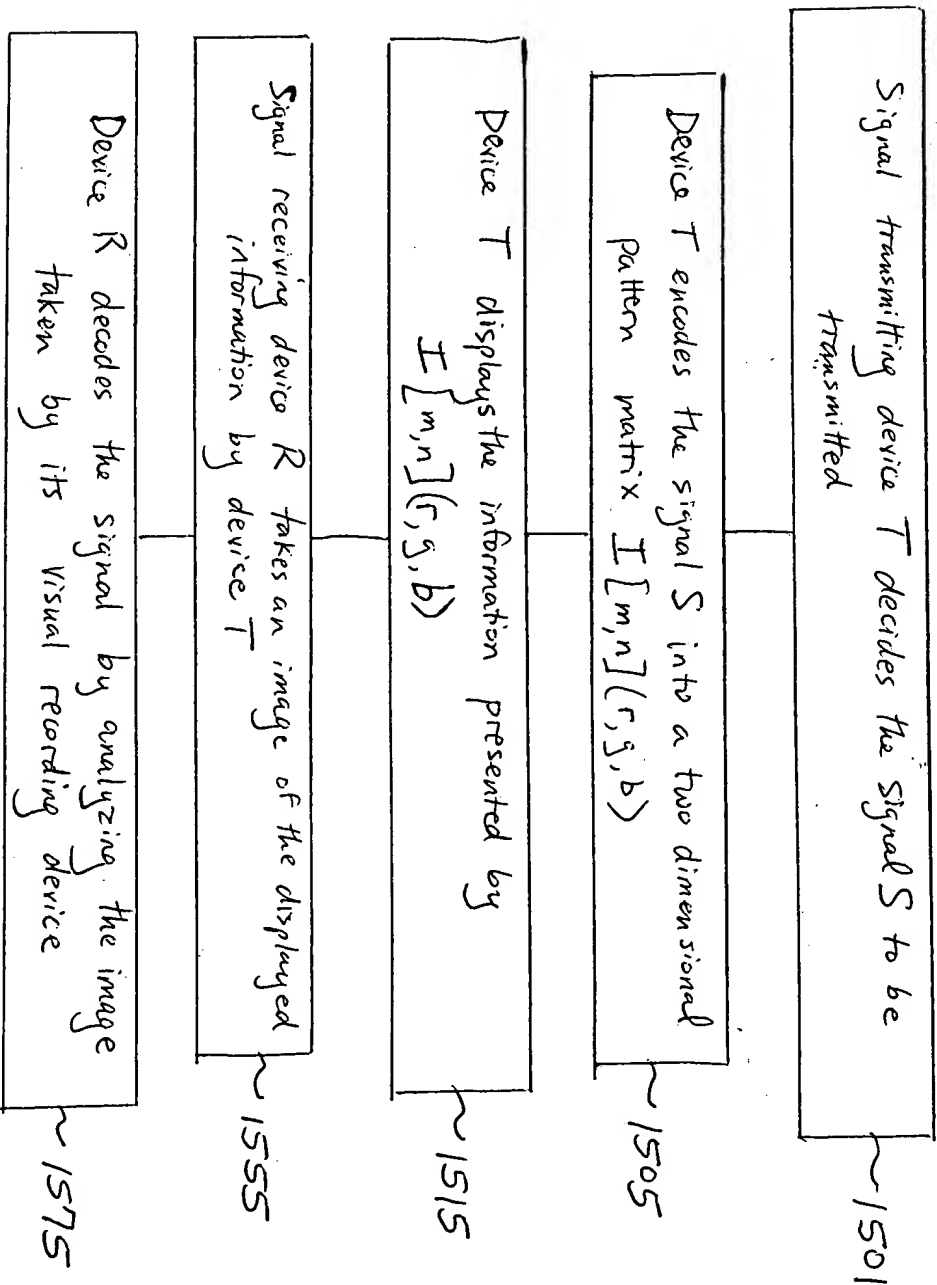 Signal transmitting device T decides the signal S to be
transmitted
~1501
Device T encodes the signal S into a two dimensional
pattern matrix I[m,n](r,g,b)
~1505
Device T displays the information presented by
I[m,n](r,g,b)
~1515
Signal receiving device R takes an image of the displayed
information by device T
~1555
Device R decodes the signal by analyzing the image
taken by its visual recording device
~1575